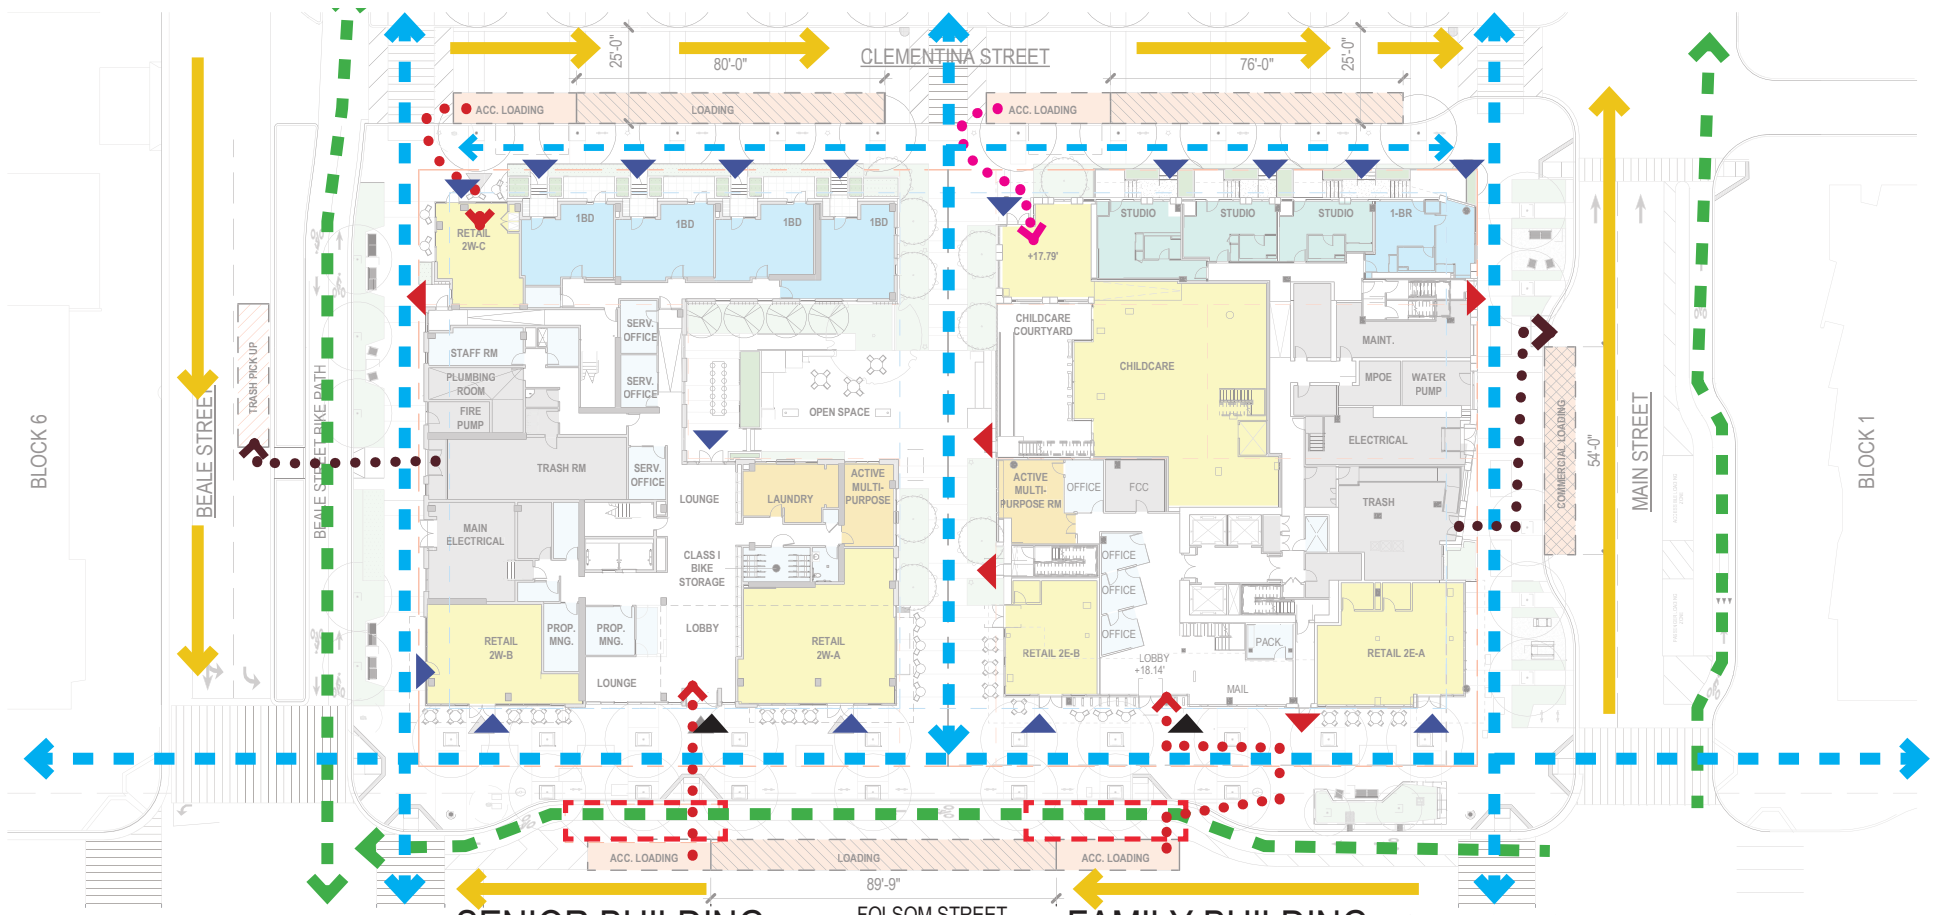 CLEMENTINA STREET
25'-0"
80'-0"
76'-0"
25'-0"
ACC. LOADING
LOADING
ACC. LOADING
1BD
1BD
1BD
1BD
STUDIO
STUDIO
STUDIO
1-BR
RETAIL
2W-C
+17.79'
SERV.
OFFICE
CHILDCARE
COURTYARD
STAFF RM
MAINT.
PLUMBING
ROOM
SERV.
OFFICE
CHILDCARE
MPOE
WATER
PUMP
TRASH PICK UP
FIRE
PUMP
OPEN SPACE
ELECTRICAL
BLOCK 6
BEALE STREET
BEALE STREET BIKE PATH
COMMERCIAL LOADING
54'-0"
MAIN STREET
BLOCK 1
TRASH RM
SERV.
OFFICE
LOUNGE
LAUNDRY
ACTIVE
MULTI-
PURPOSE
ACTIVE
MULTI-
PURPOSE RM
OFFICE
FCC
TRASH
MAIN
ELECTRICAL
CLASS I
BIKE
STORAGE
OFFICE
OFFICE
OFFICE
LOBBY
PROP.
MNG.
PROP.
MNG.
RETAIL
2W-B
RETAIL
2W-A
RETAIL 2E-B
LOBBY
+18.14'
PACK.
RETAIL 2E-A
LOUNGE
MAIL
ACC. LOADING
LOADING
ACC. LOADING
89'-9"
SENIOR BUILDING
FOLSOM STREET
FAMILY BUILDING